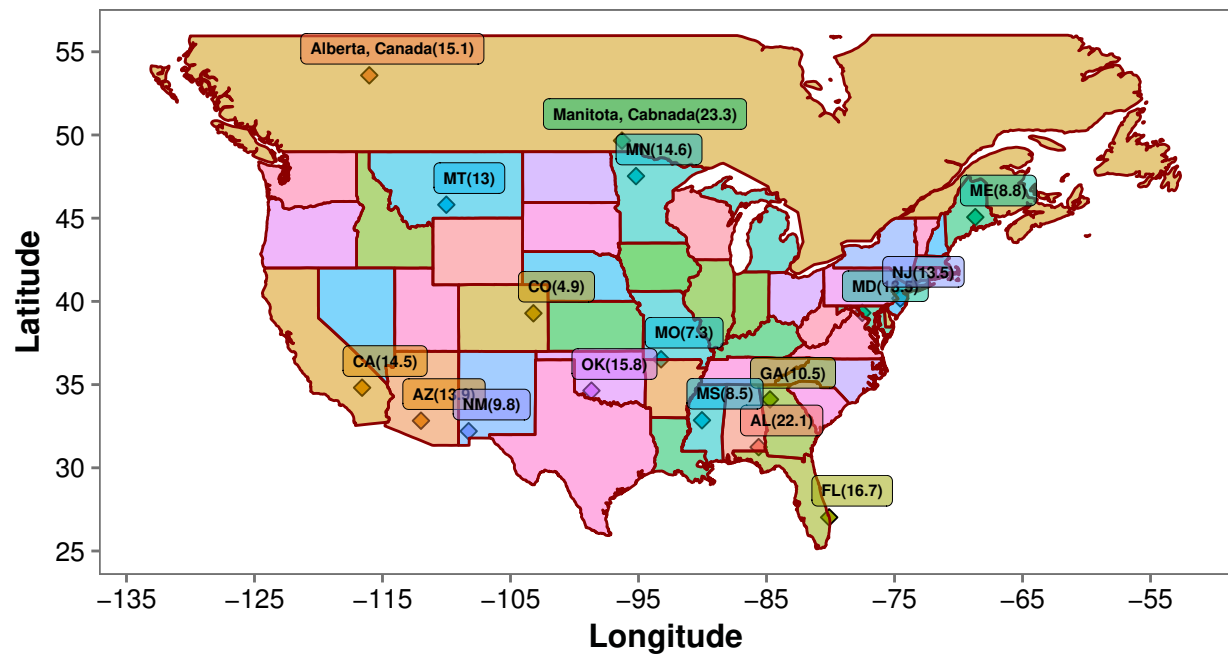 55
Alberta, Canada(15.1)
Manitota, Cabnada(23.3)
50
MN(14.6)
MT(13)
ME(8.8)
45
NJ(13.5)
CO(4.9)
Latitude
40
MO(7.3)
CA(14.5)
OK(15.8)
GA(10.5)
35
AZ(13.9)
NM(9.8)
MS(8.5)
AL(22.1)
30
FL(16.7)
25
−135 −125 −115 −105 −95 −85 −75 −65 −55
Longitude